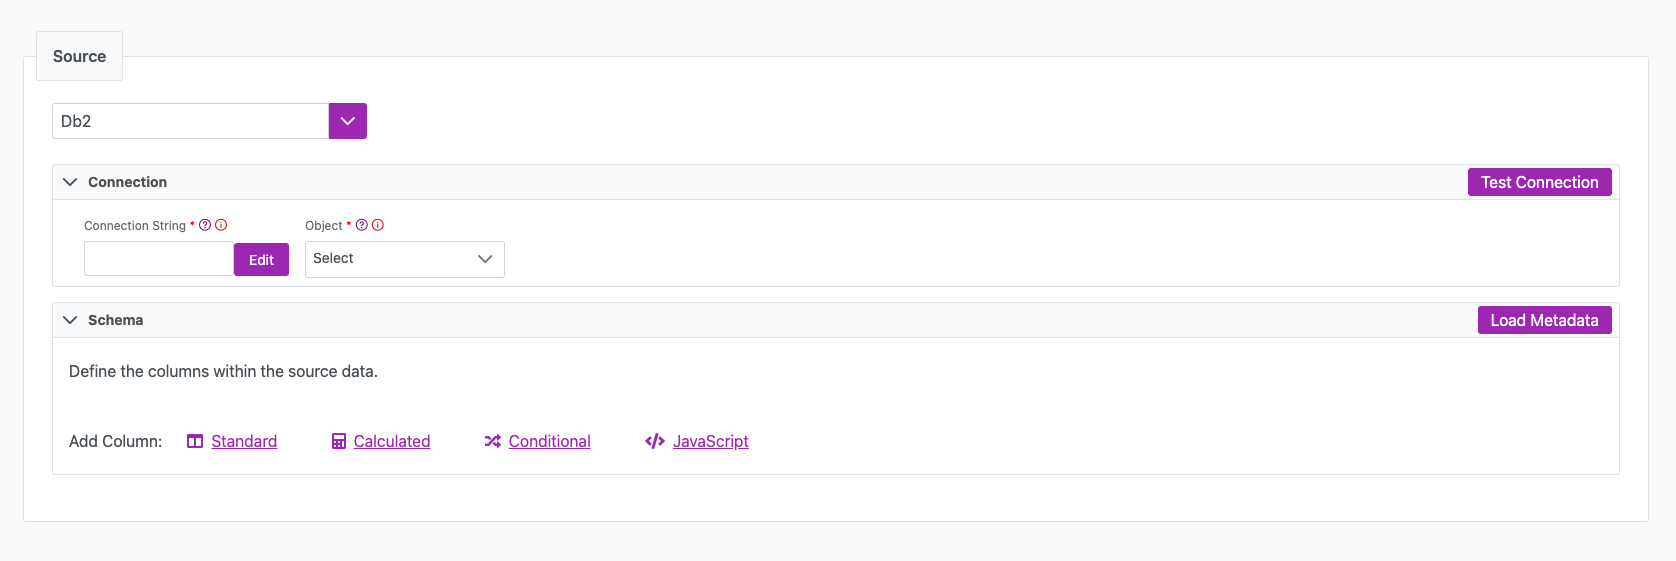 Source
Db2
Connection
Test Connection
Connection String *
Object *
Edit
Select
Schema
Load Metadata
Define the columns within the source data.
Add Column: Standard Calculated Conditional JavaScript